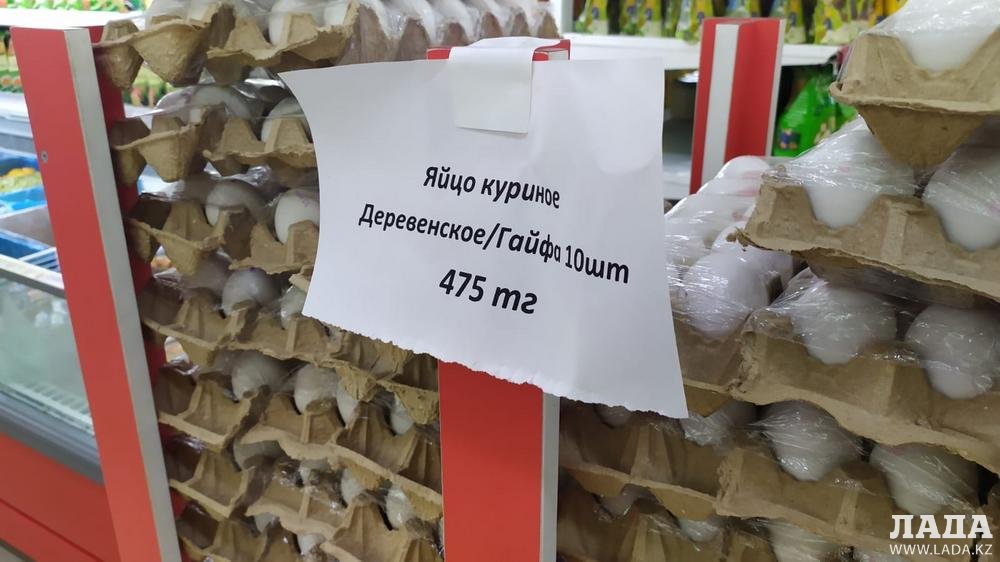 Яйцо куриное
Деревенское/Гайфа 10шт
475 тг
ЛАДА
WWW.LADA.KZ